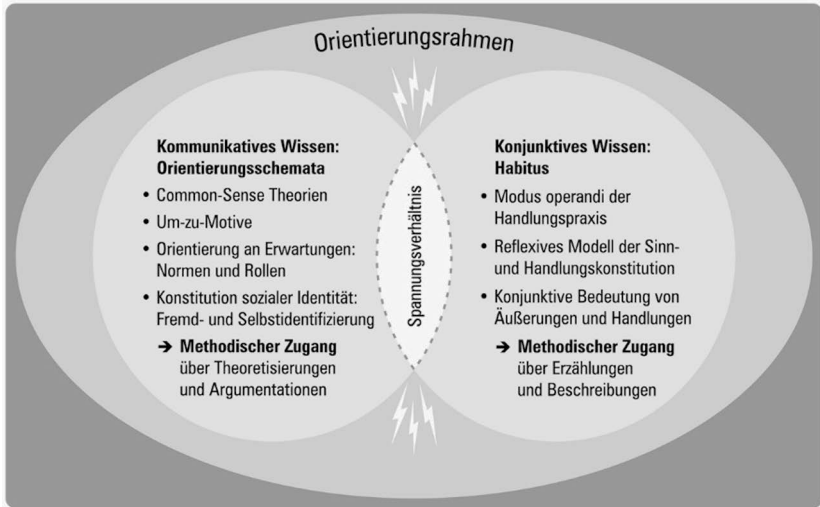 Orientierungsrahmen
Kommunikatives Wissen:
Orientierungsschemata
• Common-Sense Theorien
• Um-zu-Motive
• Orientierung an Erwartungen:
Normen und Rollen
• Konstitution sozialer Identität:
Fremd- und Selbstidentifizierung
➔ Methodischer Zugang
über Theoretisierungen
und Argumentationen
Spannungsverhältnis
Konjunktives Wissen:
Habitus
• Modus operandi der
Handlungspraxis
• Reflexives Modell der Sinn-
und Handlungskonstitution
• Konjunktive Bedeutung von
Äußerungen und Handlungen
➔ Methodischer Zugang
über Erzählungen
und Beschreibungen